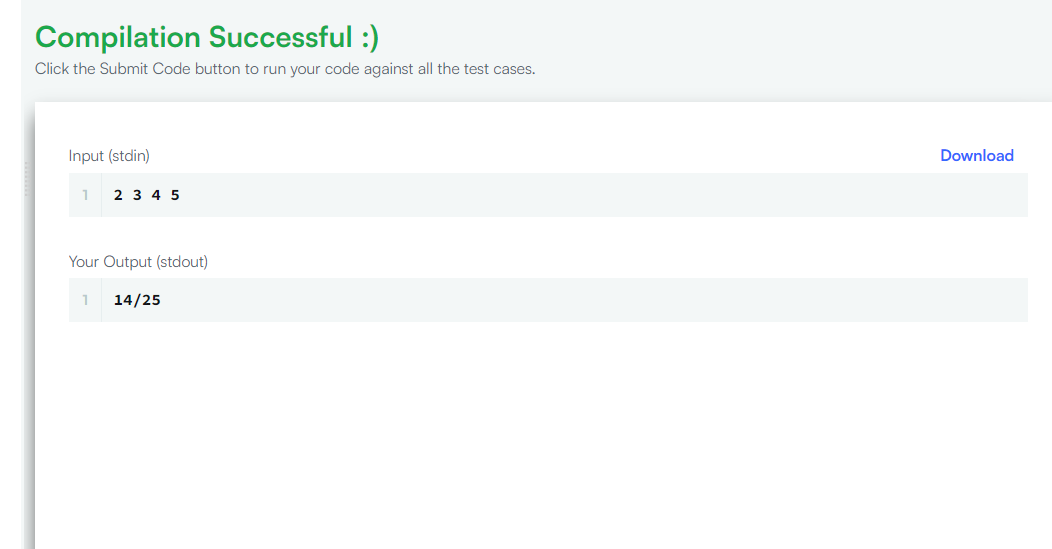 Compilation Successful :)
Click the Submit Code button to run your code against all the test cases.
Input (stdin)
Download
1
2 3 4 5
Your Output (stdout)
1
14/25